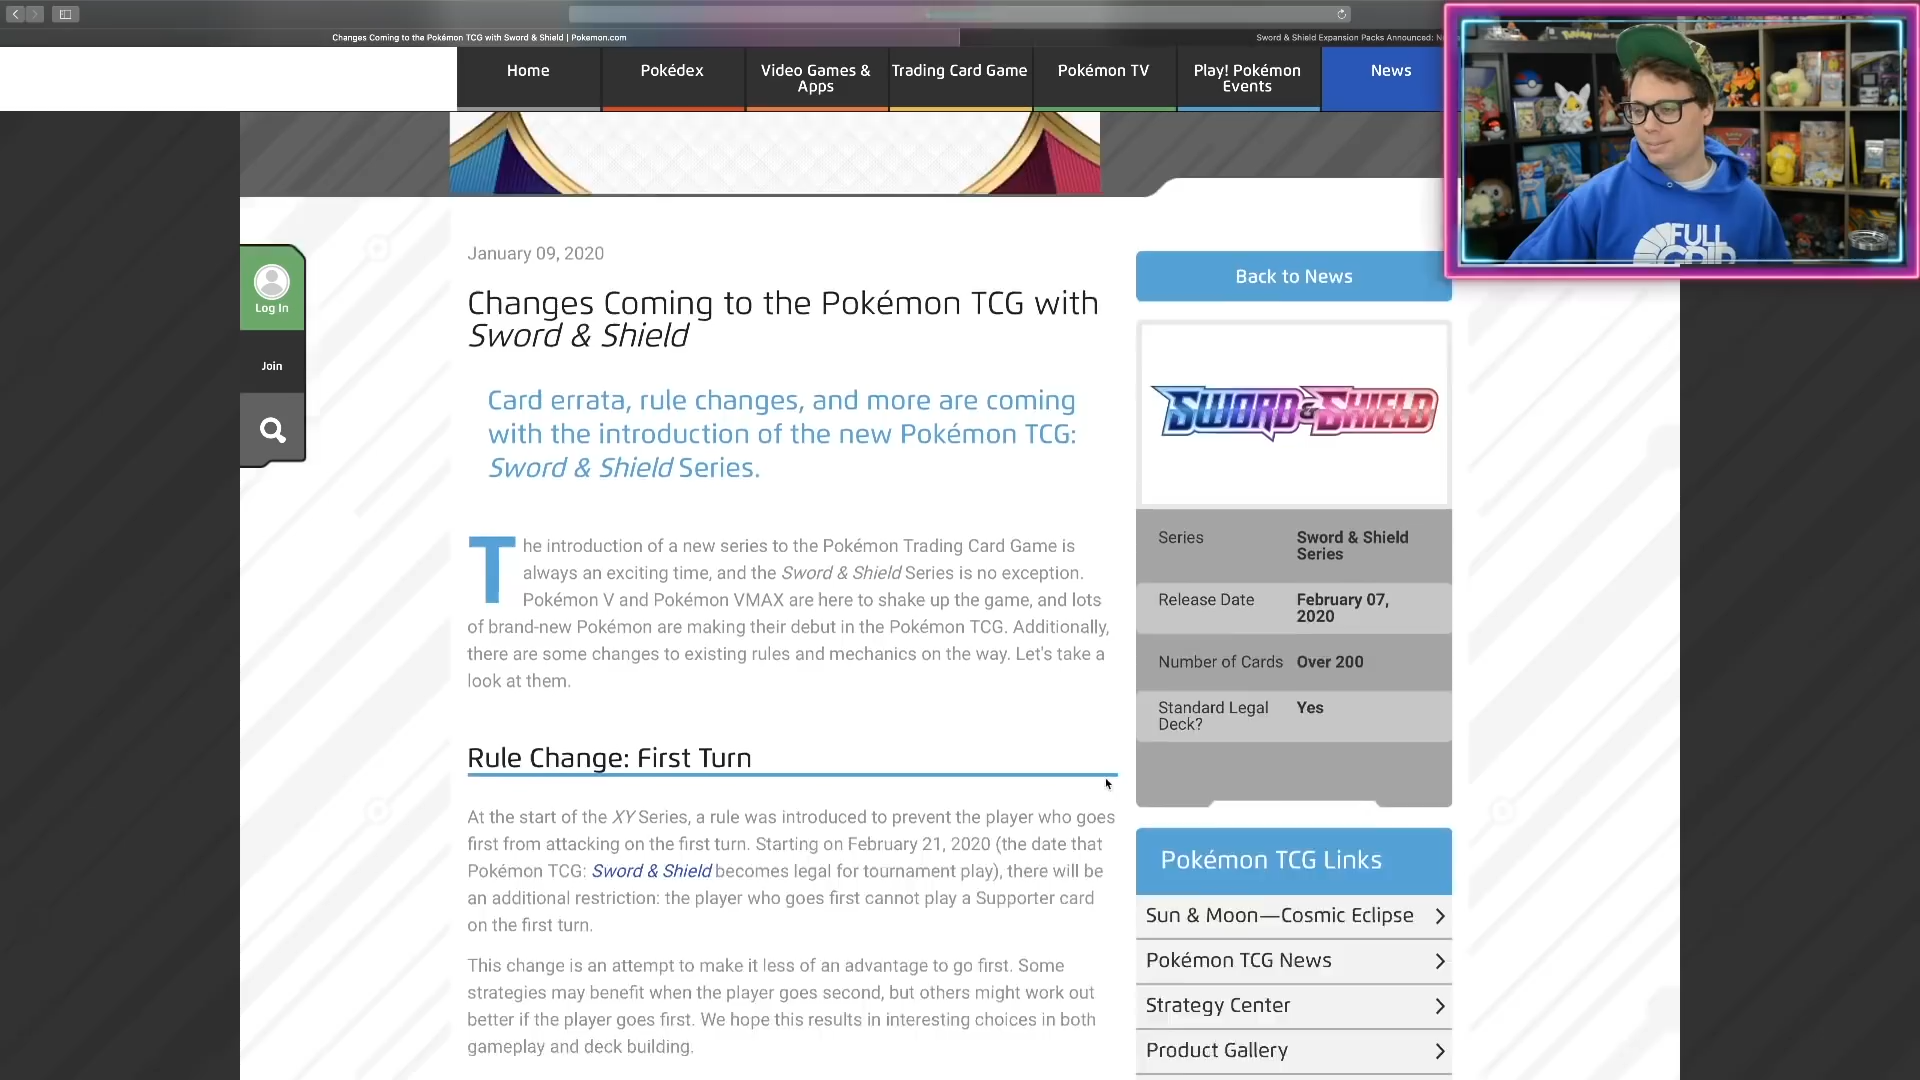 Changes Coming to the Pokémon TCG with Sword & Shield | Pokemon.com
Sword & Shield Expansion Packs Announced:
Home
Pokédex
Video Games &
Apps
Trading Card Game
Pokémon TV
Play! Pokémon
Events
News
FULL
GRIP
Log In
Join
January 09, 2020
Changes Coming to the Pokémon TCG with
Sword & Shield
Card errata, rule changes, and more are coming
with the introduction of the new Pokémon TCG:
Sword & Shield Series.
The introduction of a new series to the Pokémon Trading Card Game is
always an exciting time, and the Sword & Shield Series is no exception.
Pokémon V and Pokémon VMAX are here to shake up the game, and lots
of brand-new Pokémon are making their debut in the Pokémon TCG. Additionally,
there are some changes to existing rules and mechanics on the way. Let's take a
look at them.
Rule Change: First Turn
At the start of the XY Series, a rule was introduced to prevent the player who goes
first from attacking on the first turn. Starting on February 21, 2020 (the date that
Pokémon TCG: Sword & Shield becomes legal for tournament play), there will be
an additional restriction: the player who goes first cannot play a Supporter card
on the first turn.
This change is an attempt to make it less of an advantage to go first. Some
strategies may benefit when the player goes second, but others might work out
better if the player goes first. We hope this results in interesting choices in both
gameplay and deck building.
Back to News
SWORD & SHIELD
Series Sword & Shield
Series
Release Date February 07,
2020
Number of Cards Over 200
Standard Legal Yes
Deck?
Pokémon TCG Links
Sun & Moon—Cosmic Eclipse
Pokémon TCG News
Strategy Center
Product Gallery